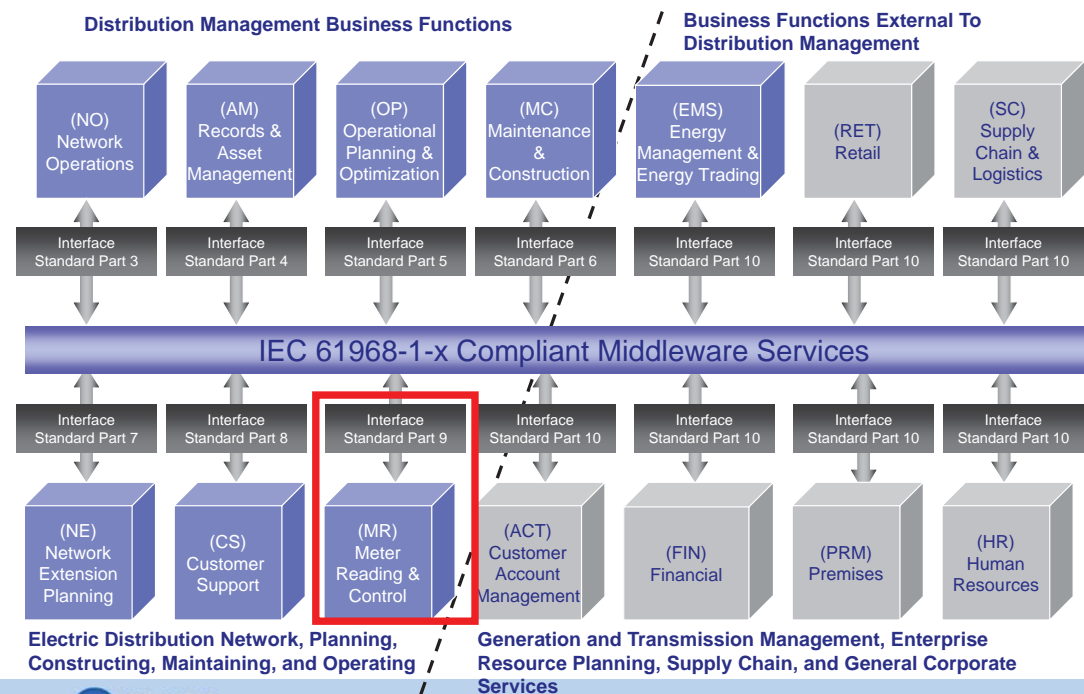 Distribution Management Business Functions
Business Functions External To
Distribution Management
(NO)
Network
Operations
(AM)
Records &
Asset
Management
(OP)
Operational
Planning &
Optimization
(MC)
Maintenance
&
Construction
(EMS)
Energy
Management &
Energy Trading
(RET)
Retail
(SC)
Supply
Chain &
Logistics
Interface
Standard Part 3
Interface
Standard Part 4
Interface
Standard Part 5
Interface
Standard Part 6
Interface
Standard Part 10
Interface
Standard Part 10
Interface
Standard Part 10
IEC 61968-1-x Compliant Middleware Services
Interface
Standard Part 7
Interface
Standard Part 8
Interface
Standard Part 9
Interface
Standard Part 10
Interface
Standard Part 10
Interface
Standard Part 10
Interface
Standard Part 10
(NE)
Network
Extension
Planning
(CS)
Customer
Support
(MR)
Meter
Reading &
Control
(ACT)
Customer
Account
Management
(FIN)
Financial
(PRM)
Premises
(HR)
Human
Resources
Electric Distribution Network, Planning,
Constructing, Maintaining, and Operating
Generation and Transmission Management, Enterprise
Resource Planning, Supply Chain, and General Corporate
Services